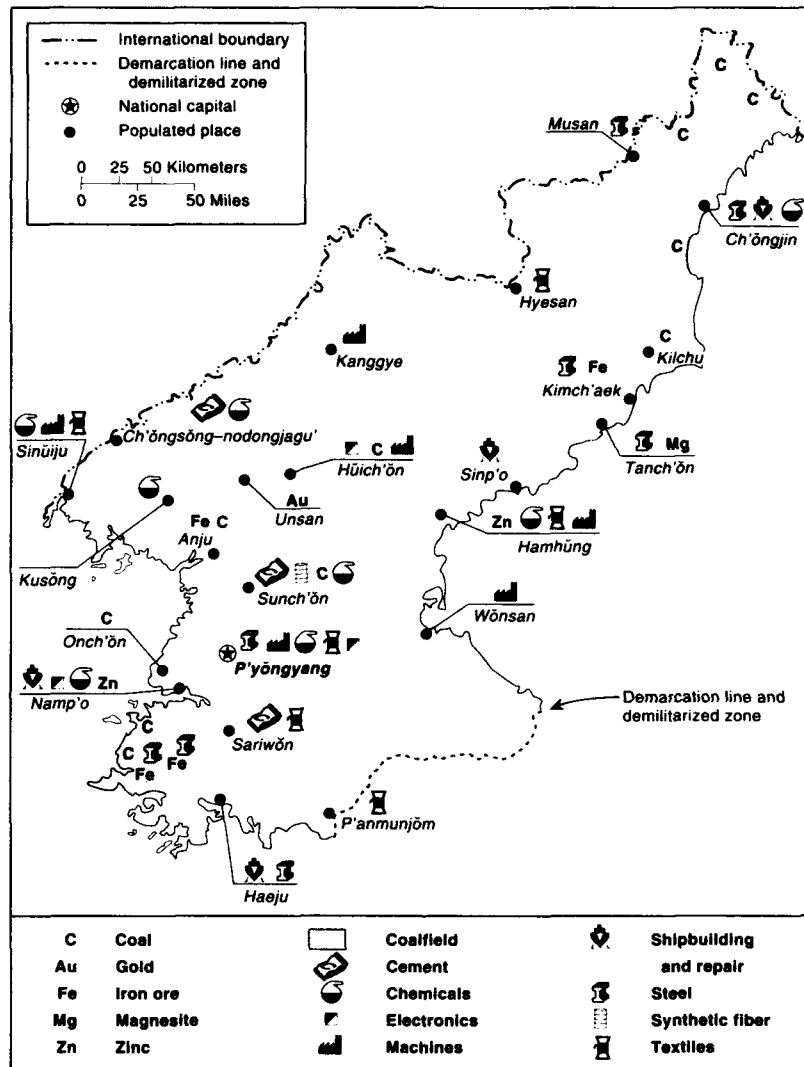 International boundary
Demarcation line and
demilitarized zone
National capital
Populated place
0 25 50 Kilometers
0 25 50 Miles
C
C
C
Musan
Ch'ŏngjin
C
Hyesan
Kanggye
C
Kilchu
Fe
Kimch'aek
Ch'ŏngsŏng–nodongjagu'
Sinŭiju
Mg
Tanch'ŏn
C
Hŭich'ŏn
Sinp'o
Au
Unsan
Zn
Hamhŭng
Fe C
Anju
Kusŏng
C
Sunch'ŏn
Wŏnsan
C
Onch'ŏn
P'yŏngyang
Zn
Namp'o
Demarcation line and
demilitarized zone
Sariwŏn
C
C
Fe
Fe
P'anmunjŏm
Haeju
C Coal
Coalfield
Shipbuilding
and repair
Au Gold
Cement
Fe Iron ore
Chemicals
Steel
Mg Magnesite
Electronics
Synthetic fiber
Zn Zinc
Machines
Textiles